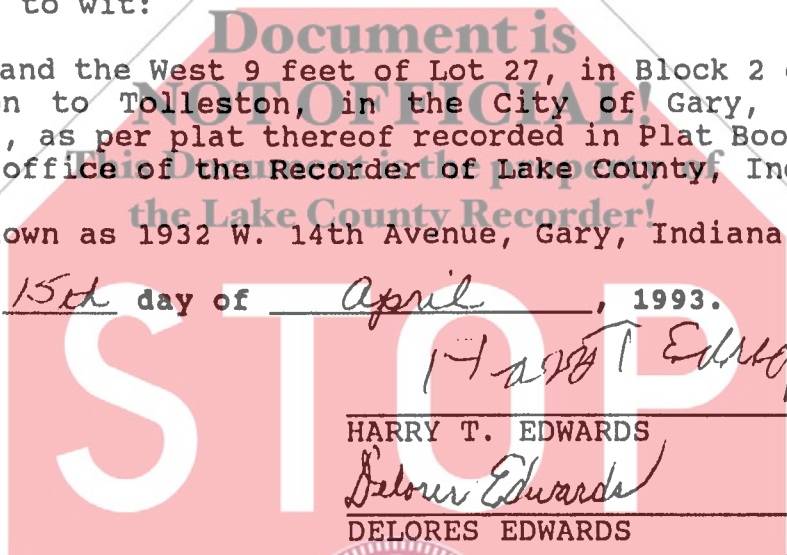 to wit:
Document is
and the West 9 feet of Lot 27, in Block 2
on to Tolleston, in the City of Gary,
NOT OFFICIAL!
, as per plat thereof recorded in Plat Boo
This Document is the property of
office of the Recorder of Lake County, In
the Lake County Recorder!
own as 1932 W. 14th Avenue, Gary, Indiana
15th day of April, 1993.
STOP
Harry T Edwa
HARRY T. EDWARDS
Delores Edwards
DELORES EDWARDS